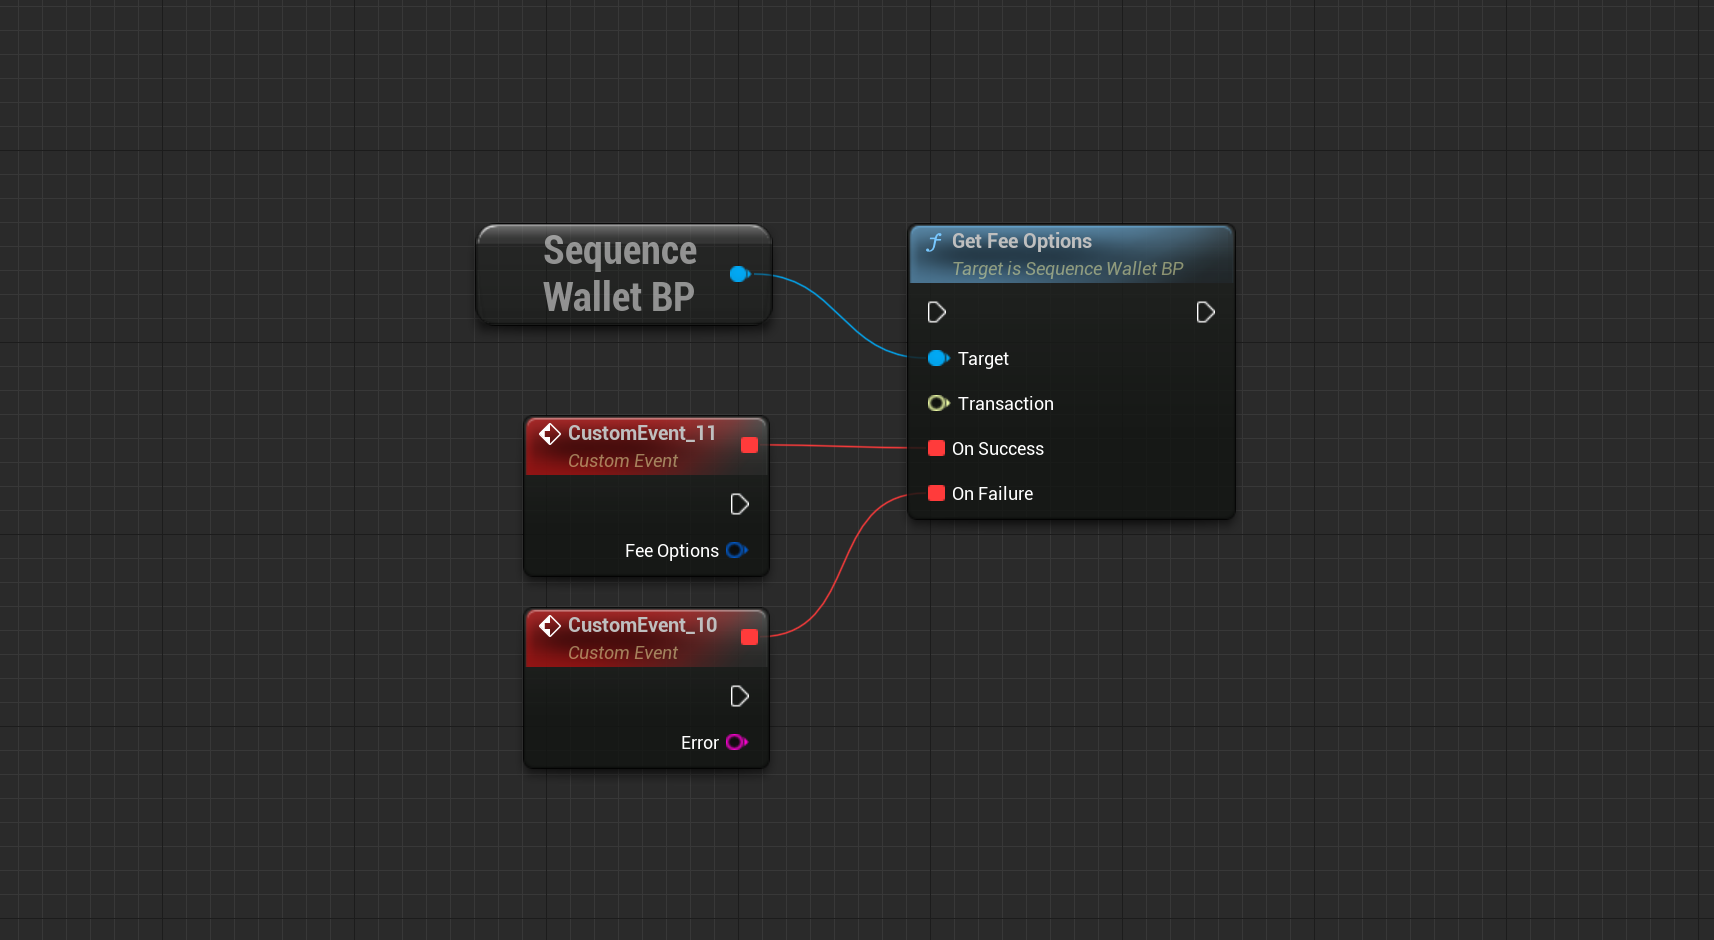 Sequence
Wallet BP
Get Fee Options
Target is Sequence Wallet BP
Target
Transaction
On Success
On Failure
CustomEvent_11
Custom Event
Fee Options
CustomEvent_10
Custom Event
Error